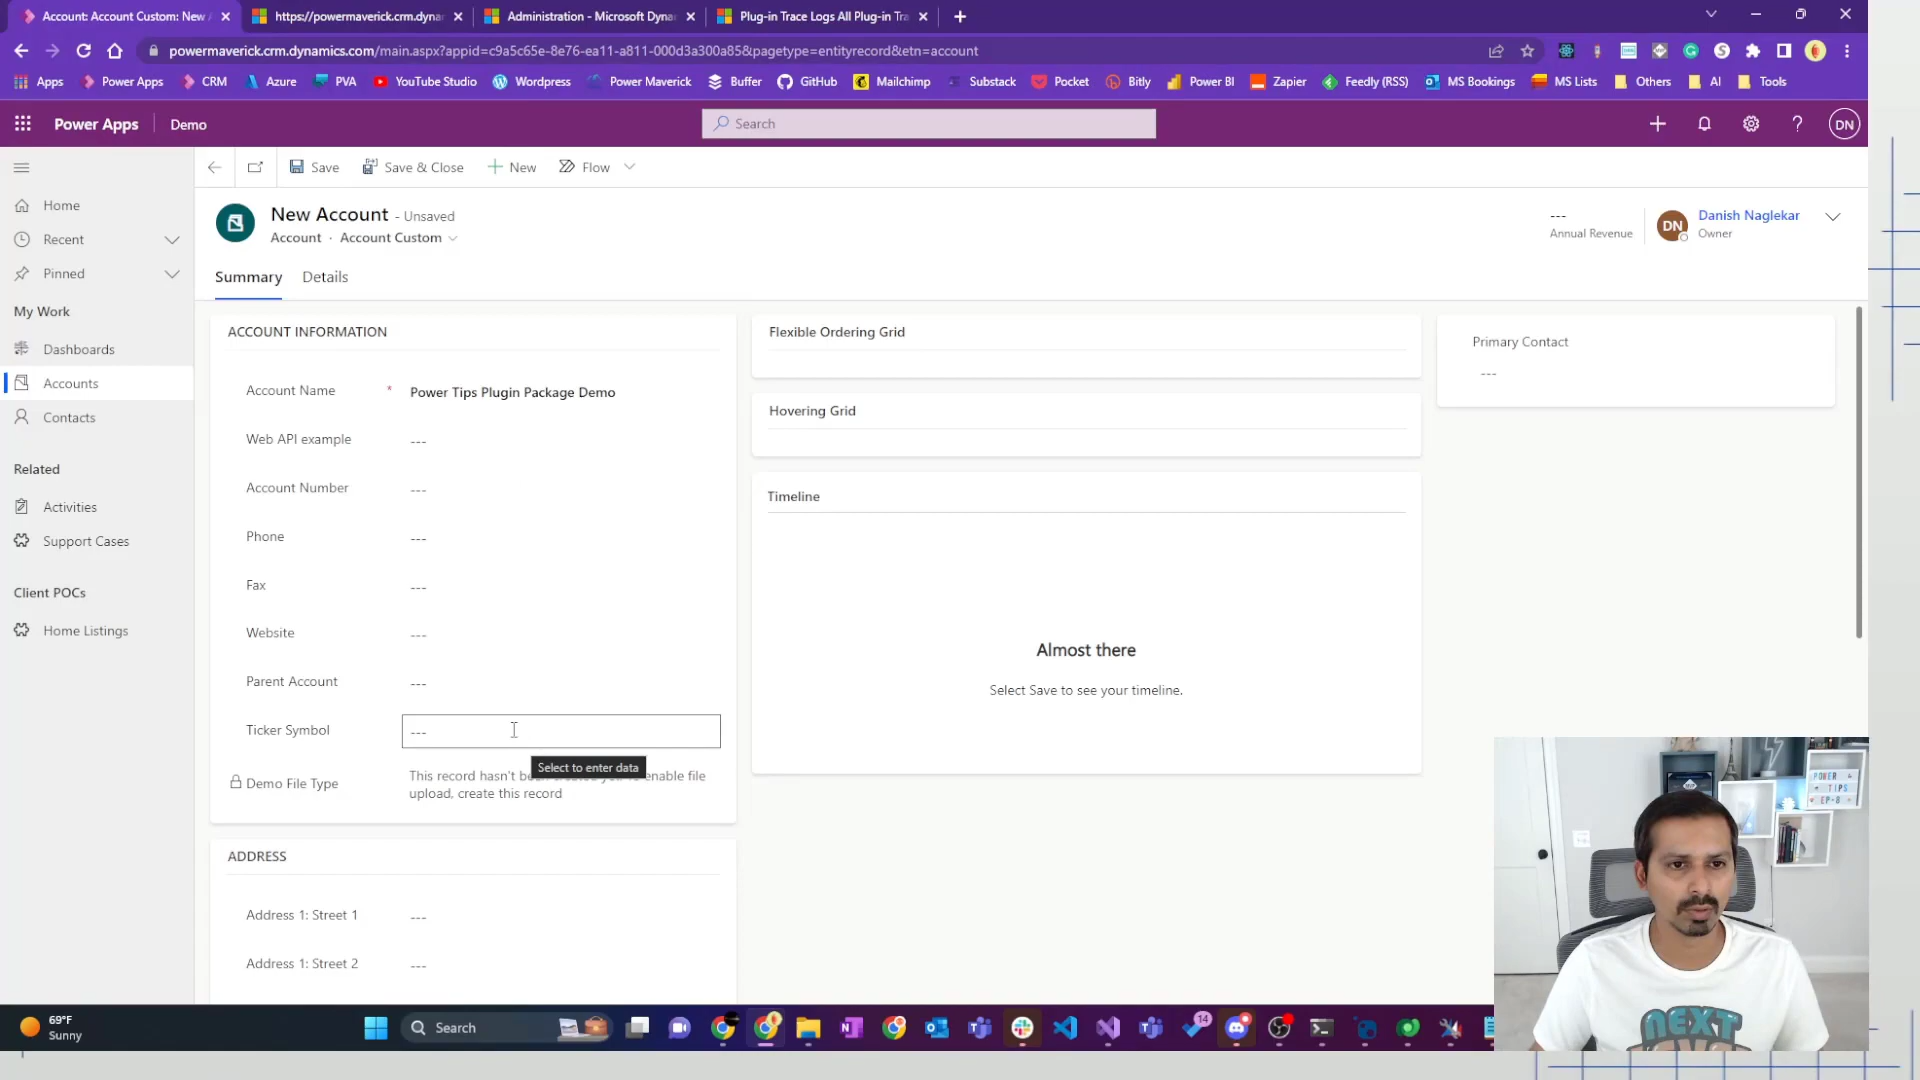 Account: Account Custom: New A
https://powermaverick.crm.dyna
Administration - Microsoft Dyna
Plug-in Trace Logs All Plug-in Tra
powermaverick.crm.dynamics.com/main.aspx?appid=c9a5c65e-8e76-ea11-a811-000d3a300a85&pagetype=entityrecord&etn=account
Apps
Power Apps
CRM
Azure
PVA
YouTube Studio
Wordpress
Power Maverick
Buffer
GitHub
Mailchimp
Substack
Pocket
Bitly
Power BI
Zapier
Feedly (RSS)
MS Bookings
MS Lists
Others
AI
Tools
Power Apps
Demo
Search
DN
Save
Save & Close
New
Flow
Home
Recent
Pinned
My Work
Dashboards
Accounts
Contacts
Related
Activities
Support Cases
Client POCs
Home Listings
New Account - Unsaved
Account · Account Custom
---
Annual Revenue
DN
Danish Naglekar
Owner
Summary
Details
ACCOUNT INFORMATION
Account Name * Power Tips Plugin Package Demo
Web API example ---
Account Number ---
Phone ---
Fax ---
Website ---
Parent Account ---
Ticker Symbol ---
Select to enter data
Demo File Type
This record hasn't be enable file
upload, create this record
ADDRESS
Address 1: Street 1 ---
Address 1: Street 2 ---
Flexible Ordering Grid
Hovering Grid
Timeline
Almost there
Select Save to see your timeline.
Primary Contact
---
POWER
TIPS
EP-8
NEXT
69°F
Sunny
Search
14